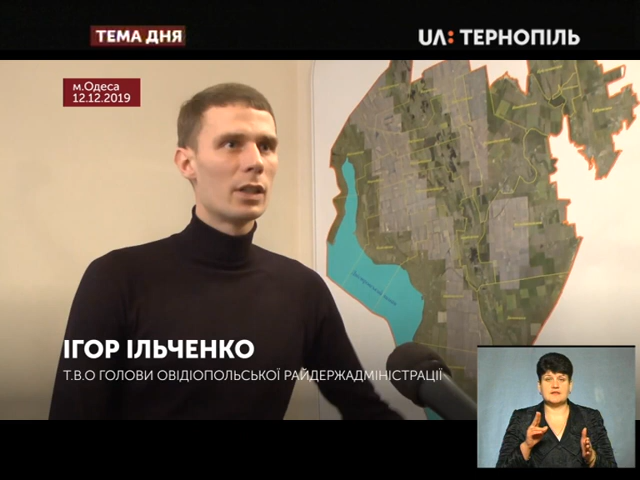 ТЕМА ДНЯ
UA: ТЕРНОПІЛЬ
м.Одеса
12.12.2019
ІГОР ІЛЬЧЕНКО
Т.В.О ГОЛОВИ ОВІДІОПОЛЬСЬКОЇ РАЙДЕРЖАДМІНІСТРАЦІЇ